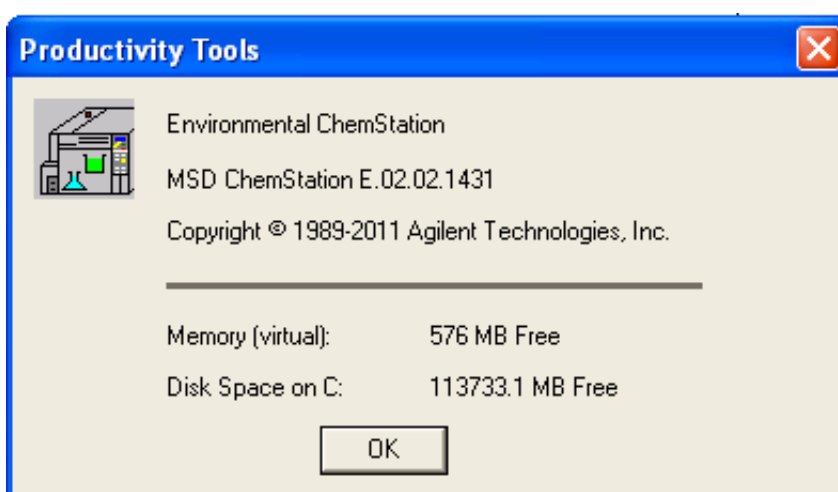 Productivity Tools
Environmental ChemStation
MSD ChemStation E.02.02.1431
Copyright © 1989-2011 Agilent Technologies, Inc.
Memory (virtual): 576 MB Free
Disk Space on C: 113733.1 MB Free
OK